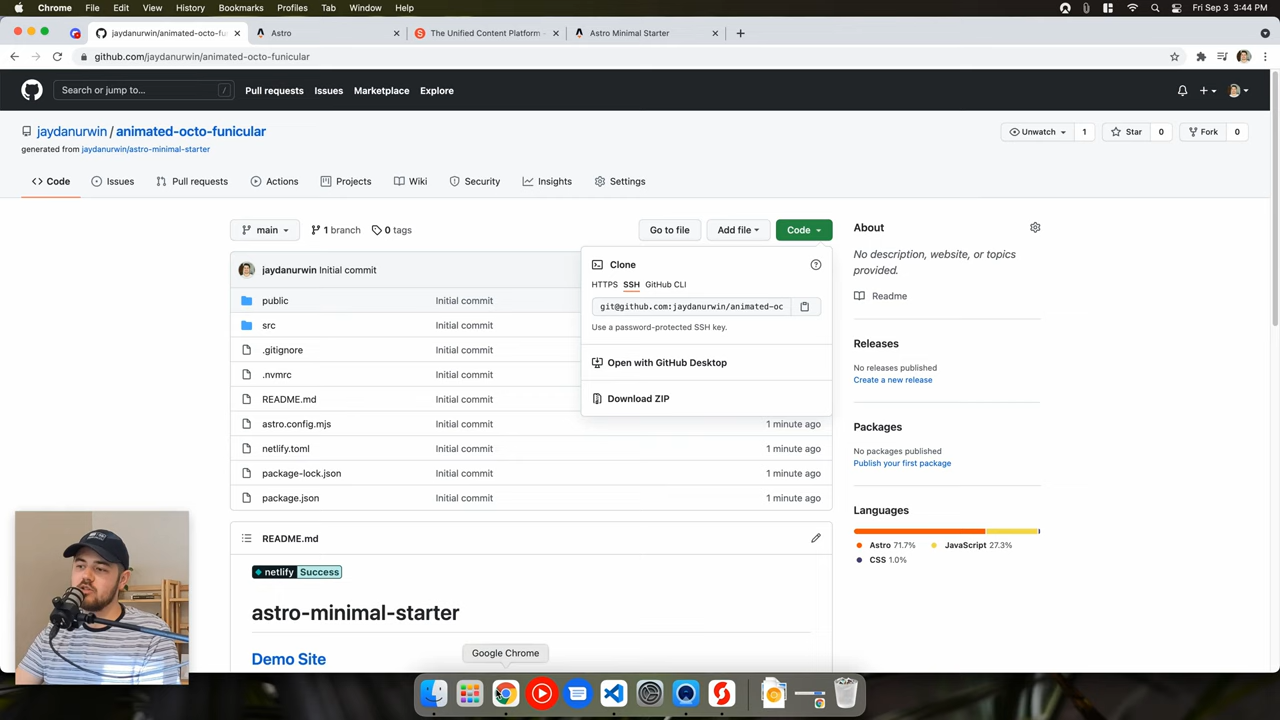 Chrome File Edit View History Bookmarks Profiles Tab Window Help Fri Sep 3 3:44 PM
jaydanurwin/animated-octo-fu Astro The Unified Content Platform Astro Minimal Starter
github.com/jaydanurwin/animated-octo-funicular
Search or jump to... / Pull requests Issues Marketplace Explore
jaydanurwin / animated-octo-funicular Unwatch 1 Star 0 Fork 0
generated from jaydanurwin/astro-minimal-starter
Code Issues Pull requests Actions Projects Wiki Security Insights Settings
main 1 branch 0 tags Go to file Add file Code
jaydanurwin Initial commit
public Initial commit
src Initial commit
.gitignore Initial commit
.nvmrc Initial commit
README.md Initial commit
astro.config.mjs Initial commit 1 minute ago
netlify.toml Initial commit 1 minute ago
package-lock.json Initial commit 1 minute ago
package.json Initial commit 1 minute ago
Clone
HTTPS SSH GitHub CLI
git@github.com:jaydanurwin/animated-oc
Use a password-protected SSH key.
Open with GitHub Desktop
Download ZIP
README.md
netlify Success
astro-minimal-starter
Demo Site
About
No description, website, or topics
provided.
Readme
Releases
No releases published
Create a new release
Packages
No packages published
Publish your first package
Languages
Astro 71.7% JavaScript 27.3%
CSS 1.0%
Google Chrome